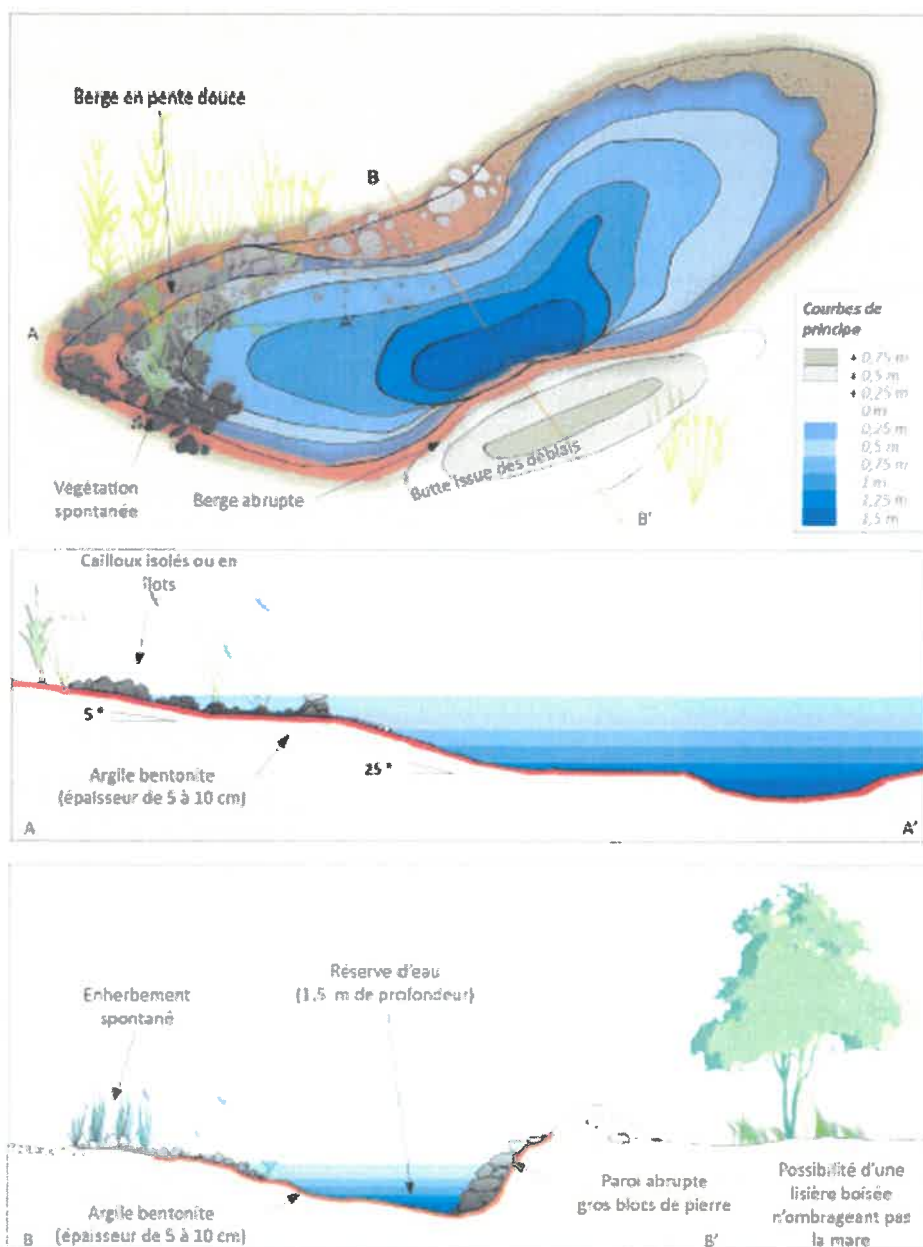 Berge en pente douce
B
A
Courbes de
principe
+ 0,75 m
+ 0,5 m
+ 0,25 m
0 m
0,25 m
0,5 m
0,75 m
1 m
1,25 m
1,5 m
Végétation
spontanée
Berge abrupte
Butte issue des déblais
B'
Cailloux isolés ou en
îlots
5 °
Argile bentonite
(épaisseur de 5 à 10 cm)
25 °
A
A'
Enherbement
spontané
Réserve d'eau
(1,5 m de profondeur)
Argile bentonite
(épaisseur de 5 à 10 cm)
Paroi abrupte
gros blocs de pierre
Possibilité d'une
lisière boisée
n'ombrageant pas
la mare
B
B'